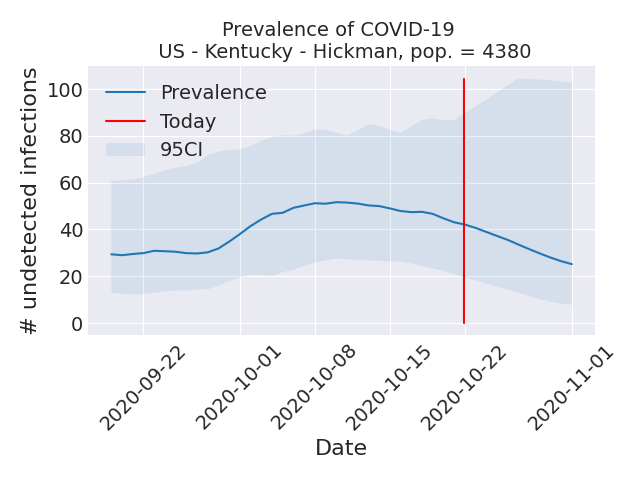 Prevalence of COVID-19
US - Kentucky - Hickman, pop. = 4380
# undetected infections
100
80
60
40
20
0
Prevalence
Today
95CI
2020-09-22
2020-10-01
2020-10-08
2020-10-15
2020-10-22
2020-11-01
Date